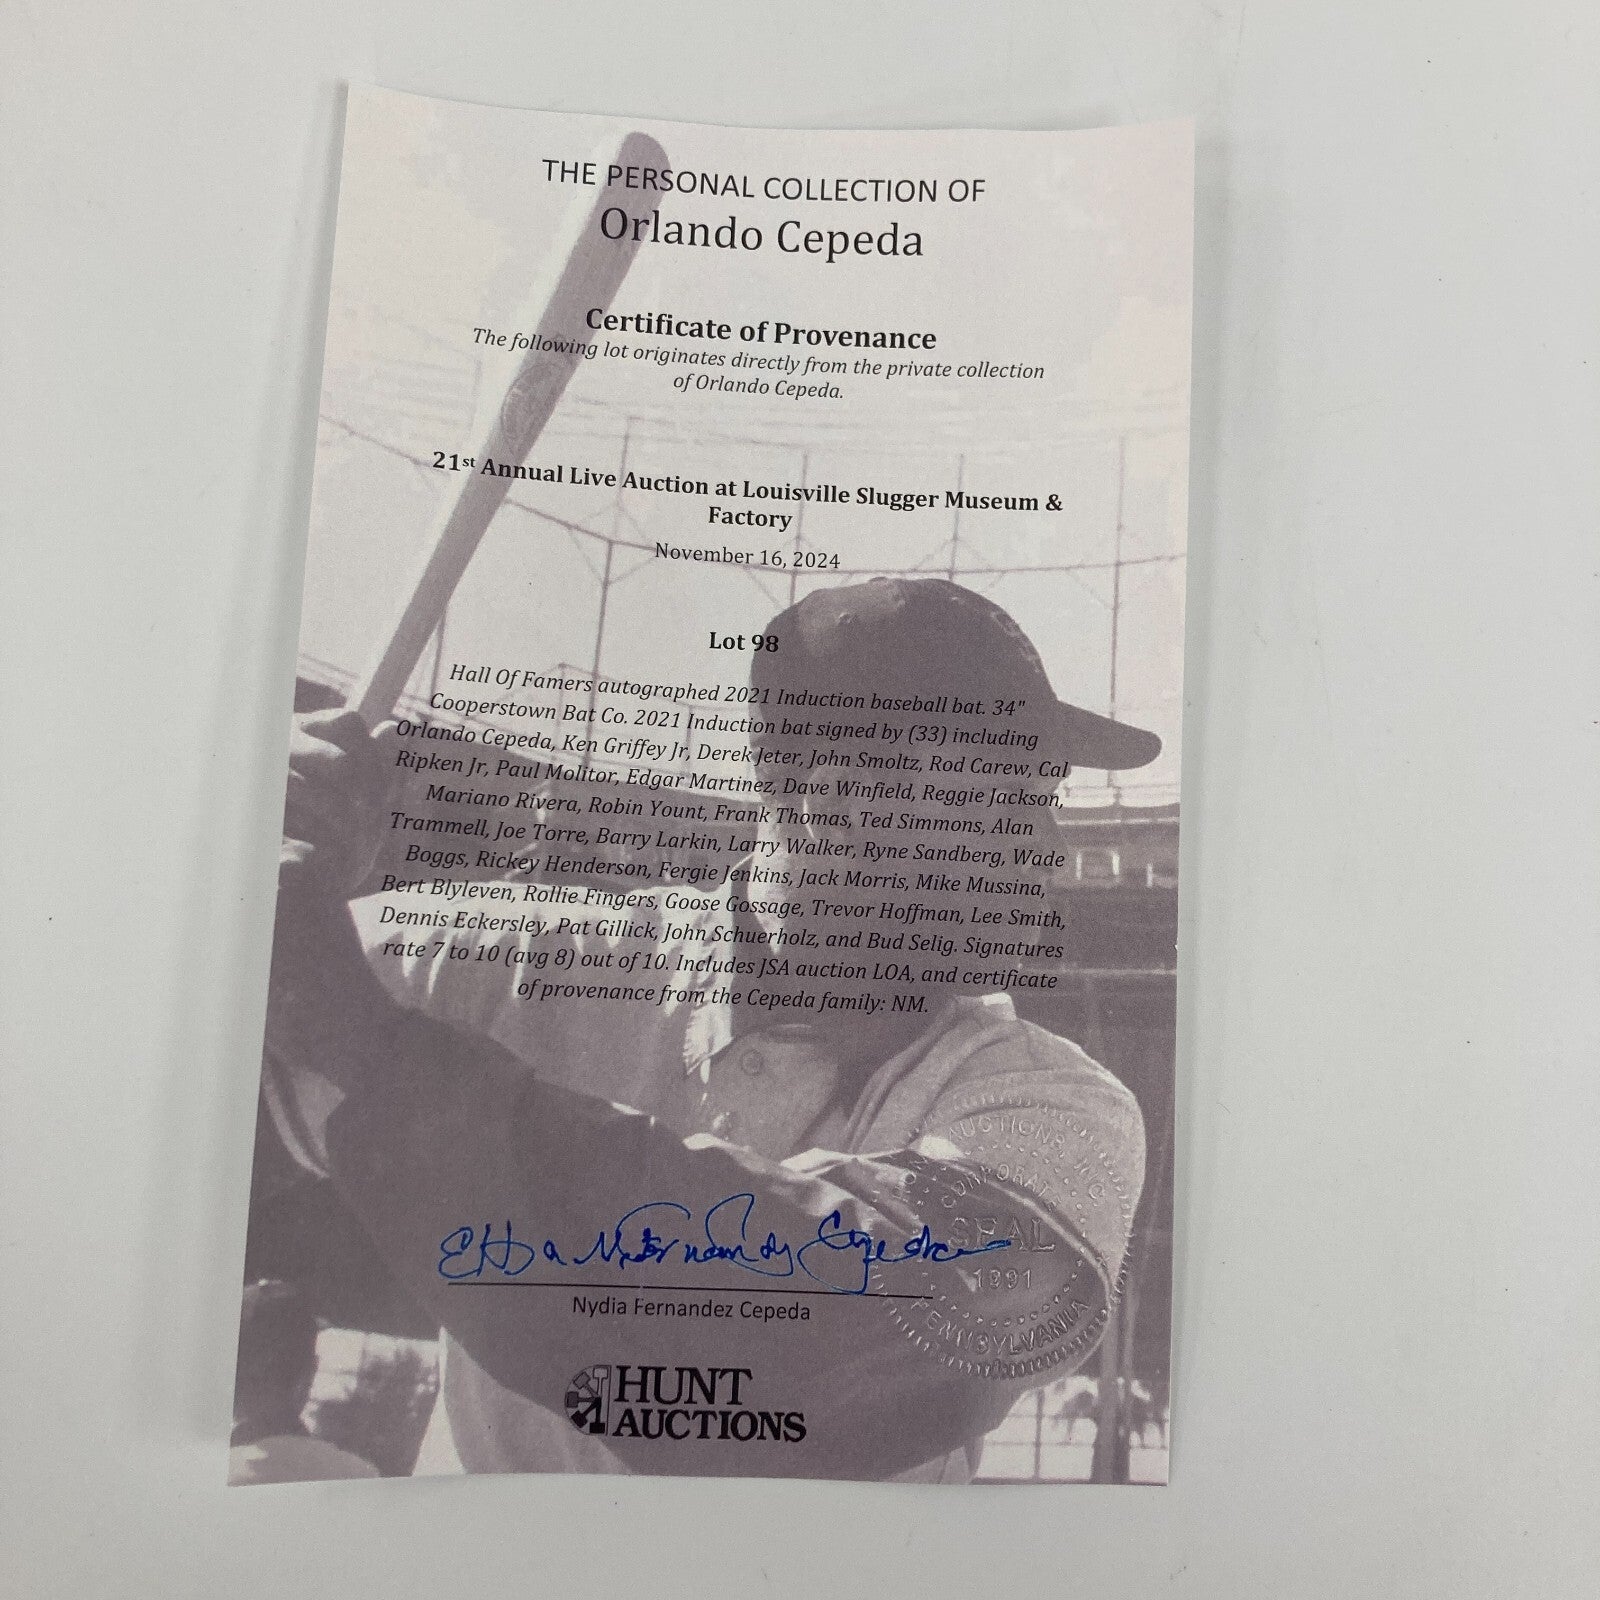 THE PERSONAL COLLECTION OF
Orlando Cepeda
Certificate of Provenance
The following lot originates directly from the private collection
of Orlando Cepeda.
21st Annual Live Auction at Louisville Slugger Museum &
Factory
November 16, 2024
Lot 98
Hall Of Famers autographed 2021 Induction baseball bat. 34"
Cooperstown Bat Co. 2021 Induction bat signed by (33) including
Orlando Cepeda, Ken Griffey Jr, Derek Jeter, John Smoltz, Rod Carew, Cal
Ripken Jr, Paul Molitor, Edgar Martinez, Dave Winfield, Reggie Jackson,
Mariano Rivera, Robin Yount, Frank Thomas, Ted Simmons, Alan
Trammell, Joe Torre, Barry Larkin, Larry Walker, Ryne Sandberg, Wade
Boggs, Rickey Henderson, Fergie Jenkins, Jack Morris, Mike Mussina,
Bert Blyleven, Rollie Fingers, Goose Gossage, Trevor Hoffman, Lee Smith,
Dennis Eckersley, Pat Gillick, John Schuerholz, and Bud Selig. Signatures
rate 7 to 10 (avg 8) out of 10. Includes JSA auction LOA, and certificate
of provenance from the Cepeda family: NM.
Nydia Fernandez Cepeda
HUNT AUCTIONS, INC.
CORPORATE
SEAL
1991
PENNSYLVANIA
HUNT
AUCTIONS